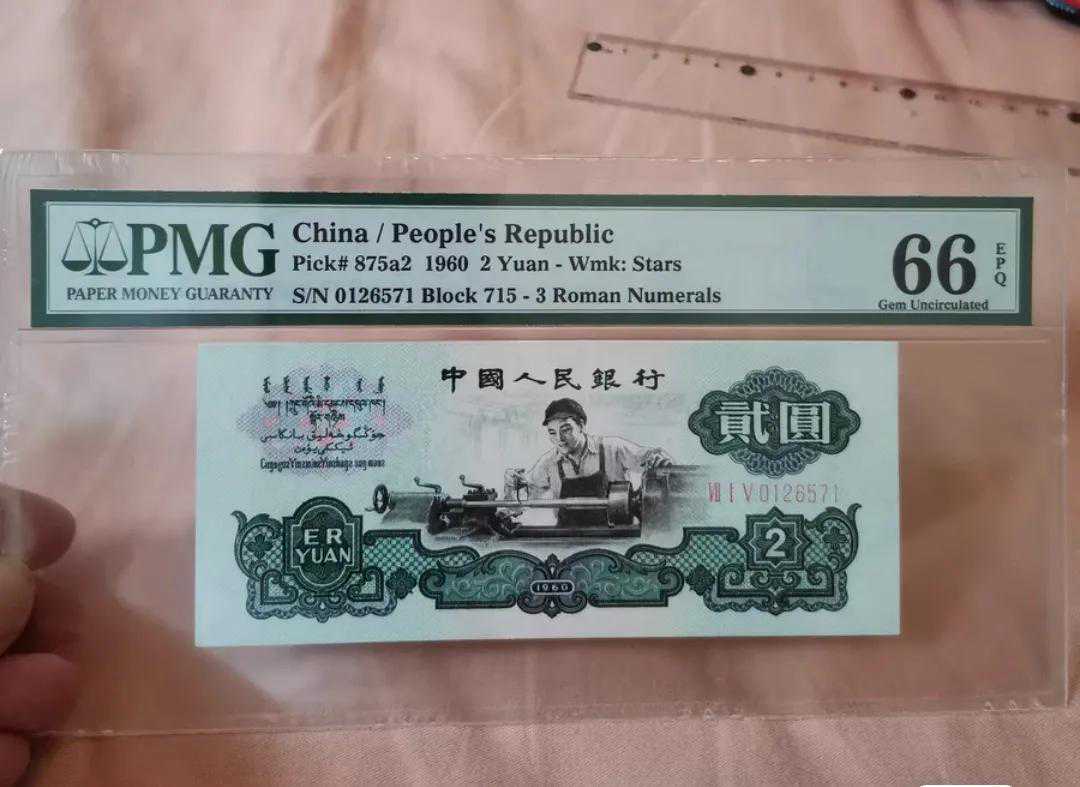 PMG
PAPER MONEY GUARANTY
China / People's Republic
Pick# 875a2 1960 2 Yuan - Wmk: Stars
S/N 0126571 Block 715 - 3 Roman Numerals
66
EPQ
Gem Uncirculated
中國人民銀行
貳圓
Ⅶ Ⅰ Ⅴ 0126571
ER
YUAN
2
1960